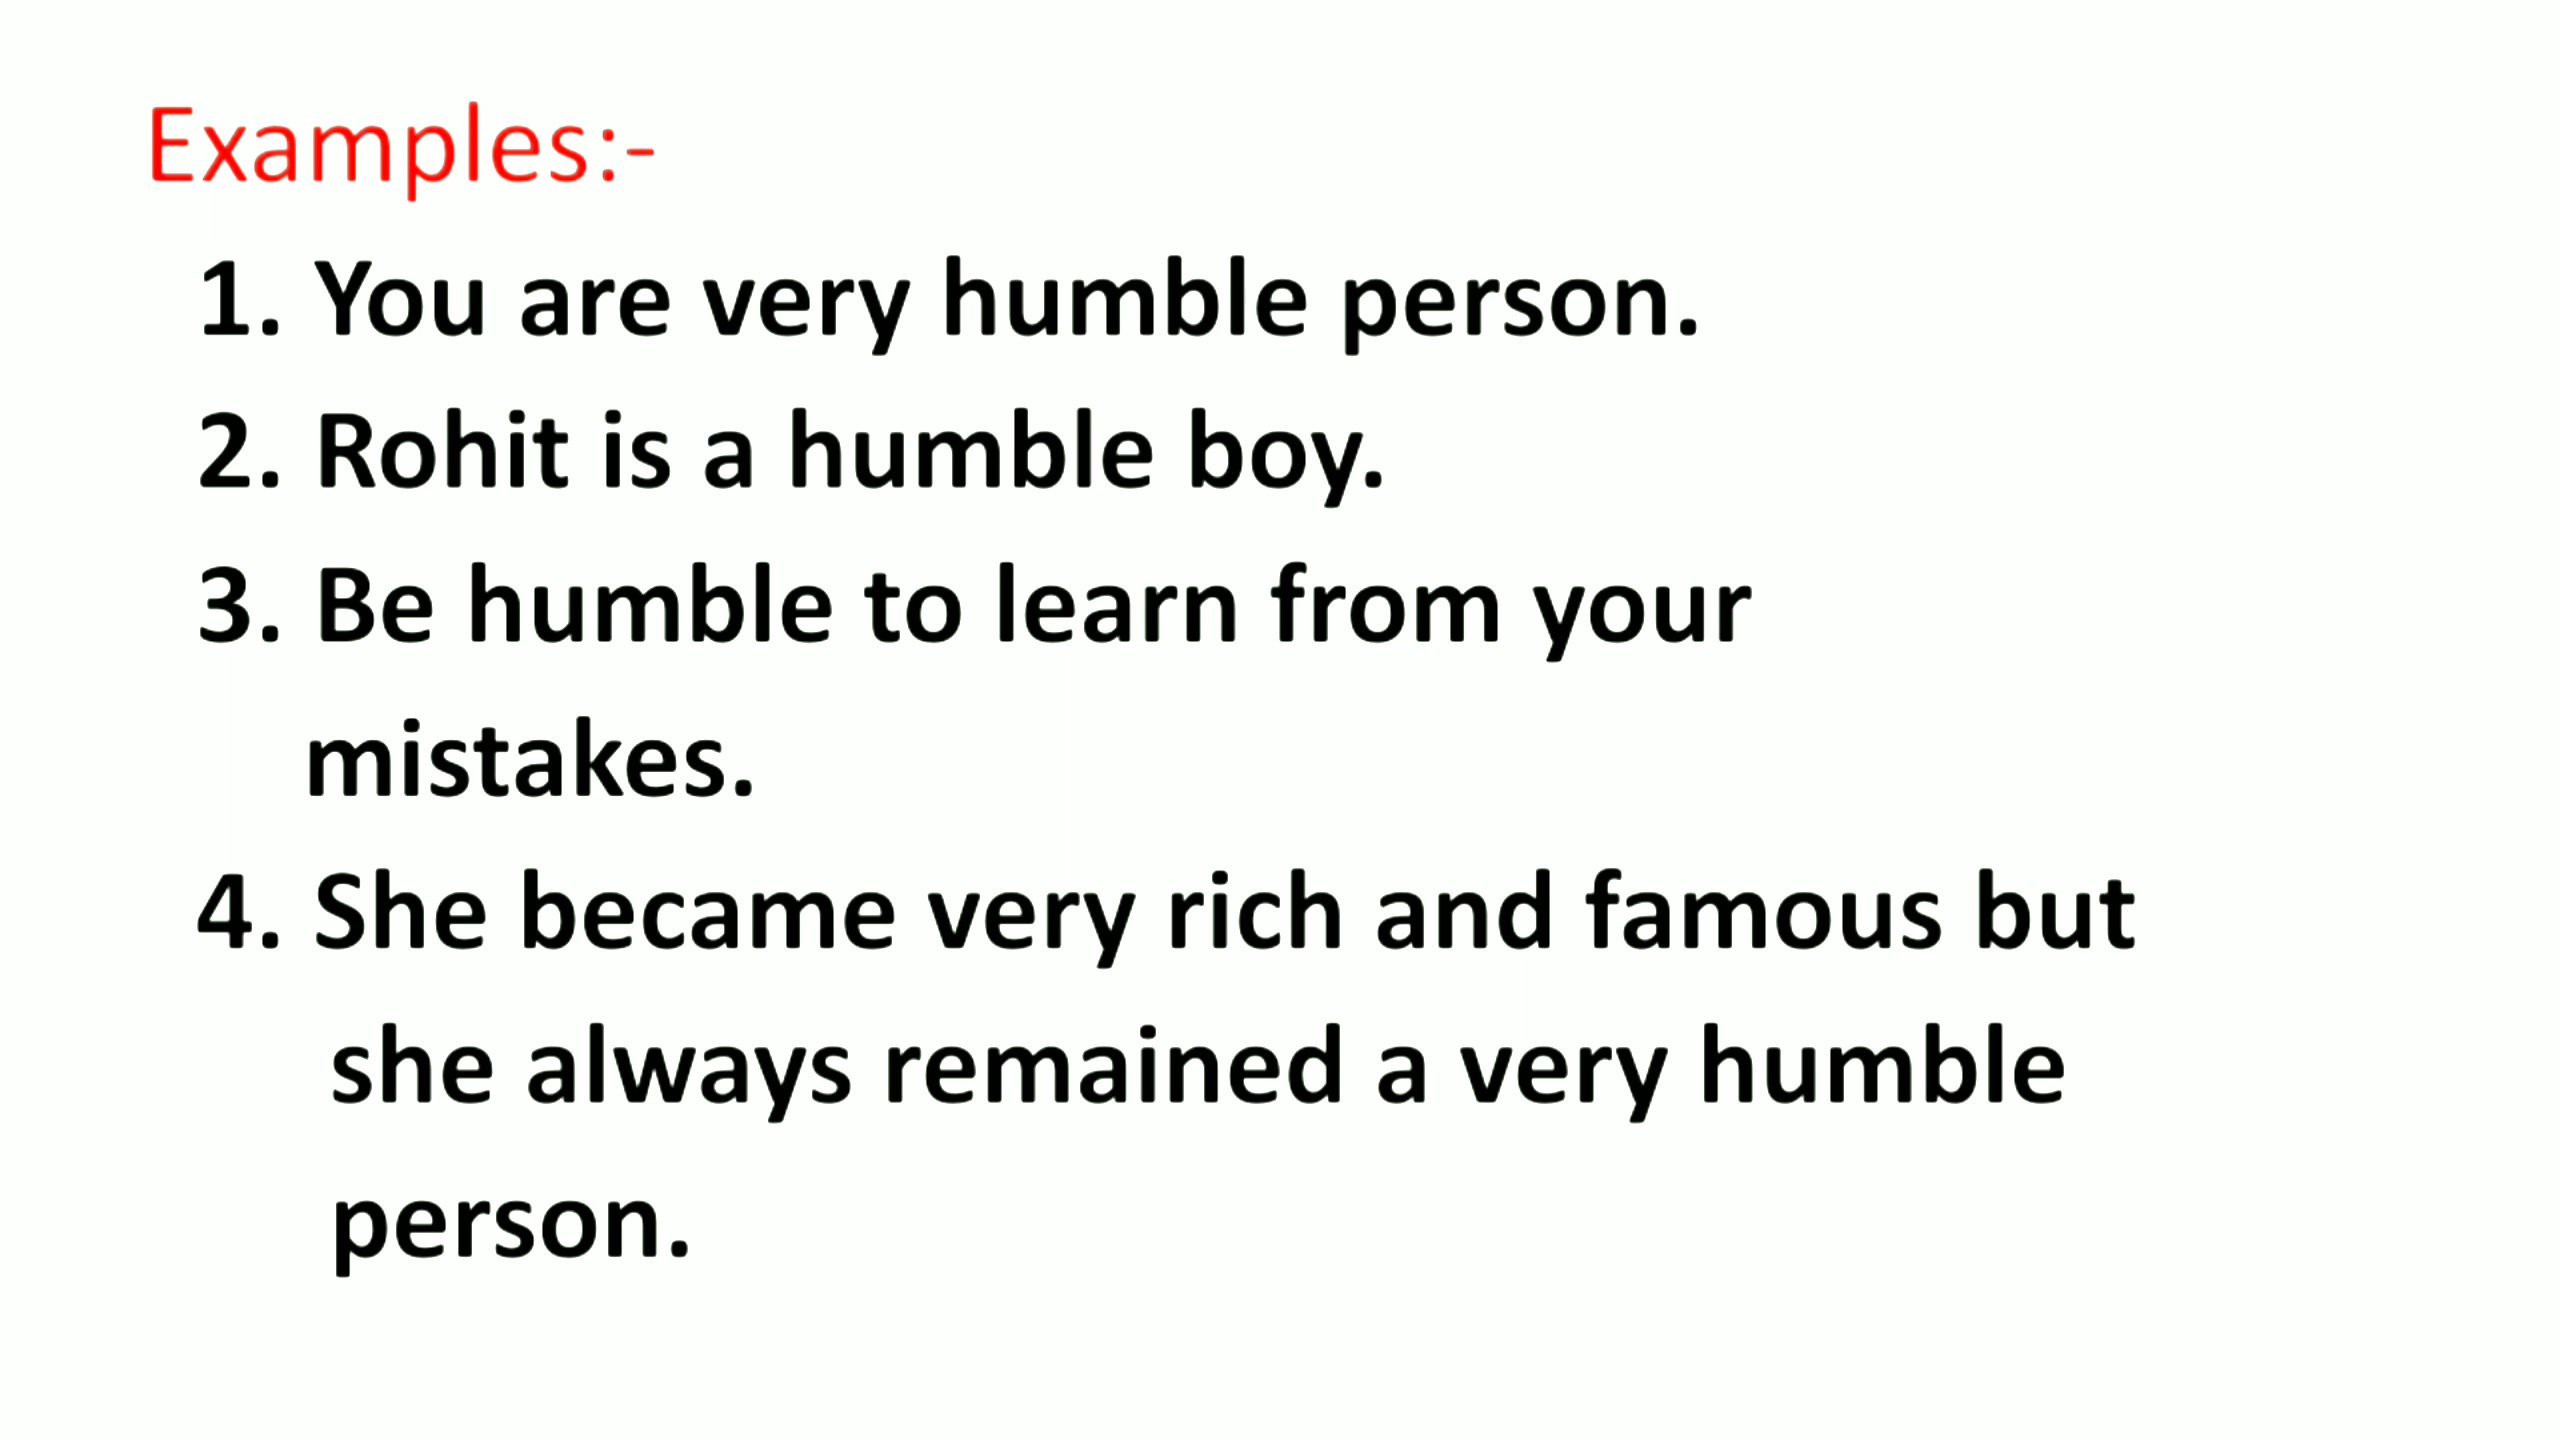 Examples:-
1. You are very humble person.
2. Rohit is a humble boy.
3. Be humble to learn from your
mistakes.
4. She became very rich and famous but
she always remained a very humble
person.